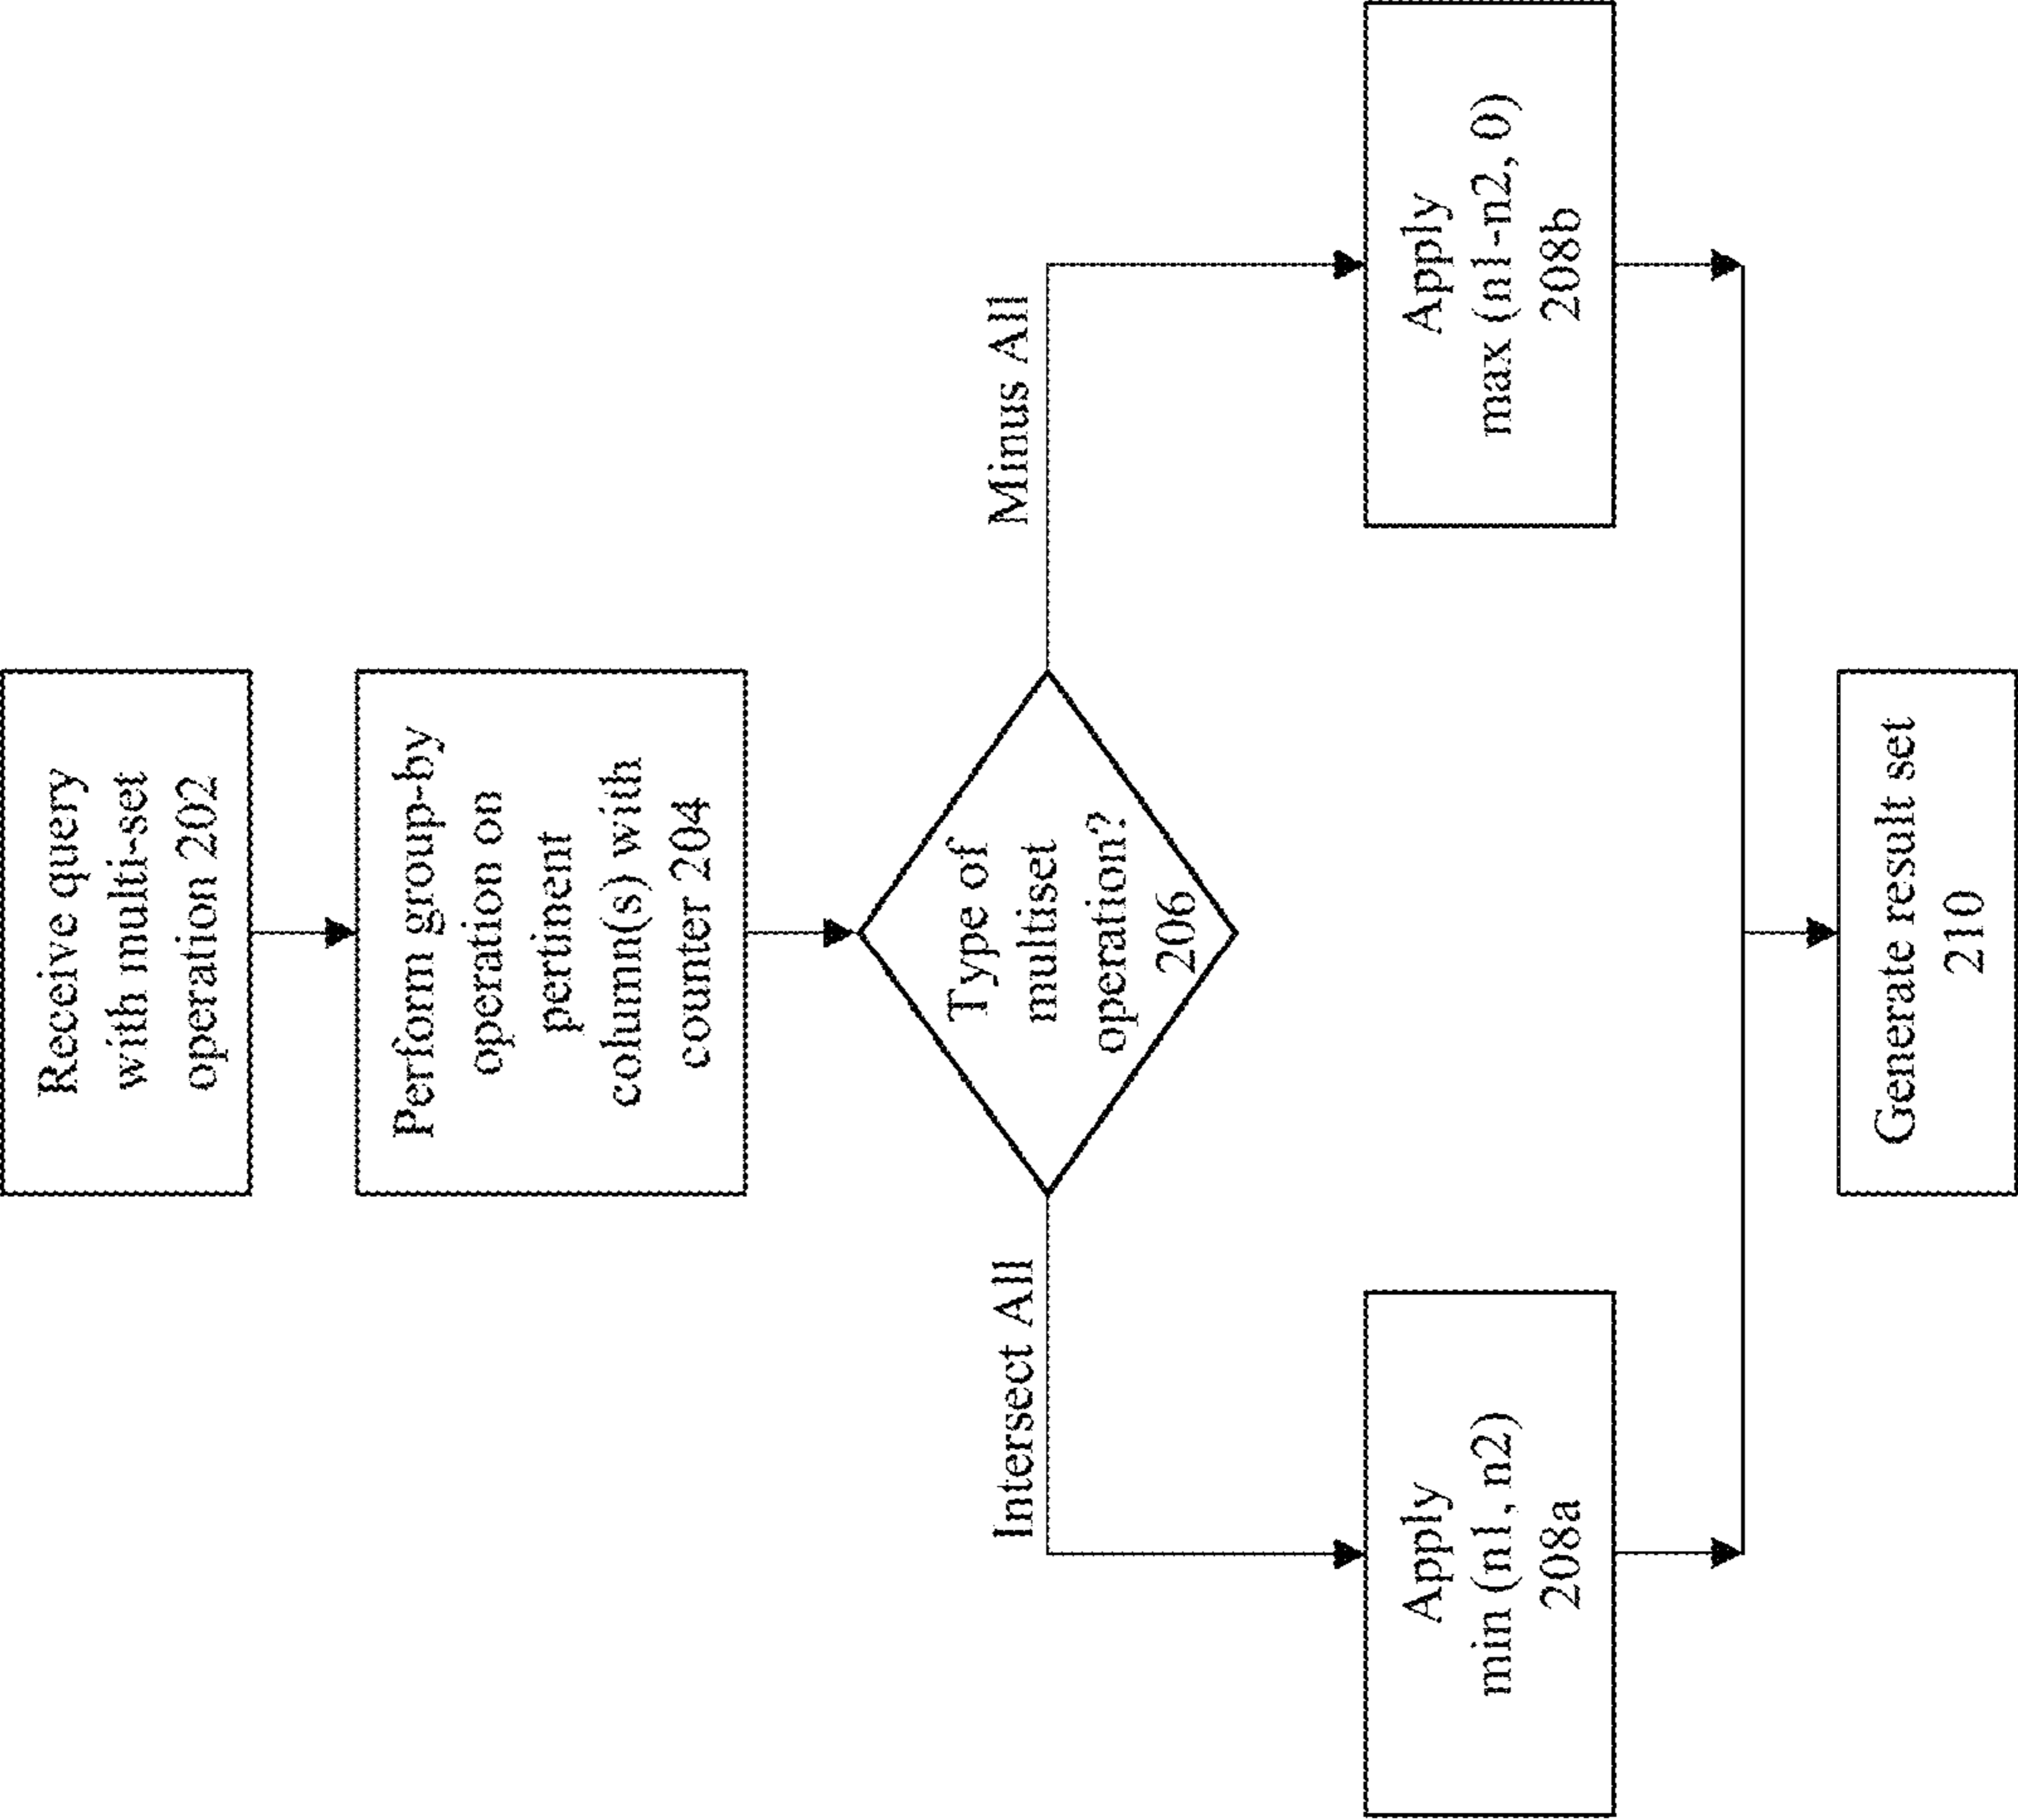 Receive query
with multi-set
operation 202
Perform group-by
operation on
pertinent
column(s) with
counter 204
Type of
multiset
operation?
206
Intersect All
Minus All
Apply
min (n1, n2)
208a
Apply
max (n1-n2, 0)
208b
Generate result set
210